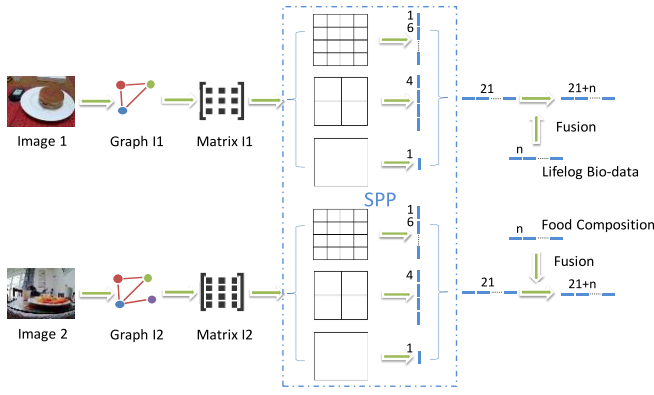 1
6
4
1
21
21+n
Fusion
n
Image 1
Graph I1
Matrix I1
Lifelog Bio-data
SPP
1
6
4
1
n
Food Composition
Fusion
21
21+n
Image 2
Graph I2
Matrix I2